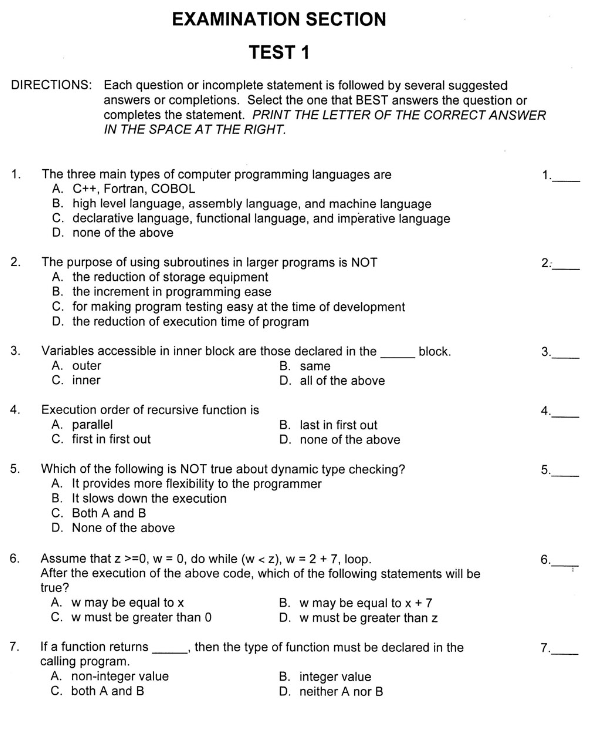 EXAMINATION SECTION
TEST 1
DIRECTIONS: Each question or incomplete statement is followed by several suggested
answers or completions. Select the one that BEST answers the question or
completes the statement. PRINT THE LETTER OF THE CORRECT ANSWER
IN THE SPACE AT THE RIGHT.
1. The three main types of computer programming languages are 1.____
A. C++, Fortran, COBOL
B. high level language, assembly language, and machine language
C. declarative language, functional language, and imperative language
D. none of the above
2. The purpose of using subroutines in larger programs is NOT 2.____
A. the reduction of storage equipment
B. the increment in programming ease
C. for making program testing easy at the time of development
D. the reduction of execution time of program
3. Variables accessible in inner block are those declared in the _____ block. 3.____
A. outer B. same
C. inner D. all of the above
4. Execution order of recursive function is 4.____
A. parallel B. last in first out
C. first in first out D. none of the above
5. Which of the following is NOT true about dynamic type checking? 5.____
A. It provides more flexibility to the programmer
B. It slows down the execution
C. Both A and B
D. None of the above
6. Assume that z >=0, w = 0, do while (w < z), w = 2 + 7, loop. 6.____
After the execution of the above code, which of the following statements will be
true?
A. w may be equal to x B. w may be equal to x + 7
C. w must be greater than 0 D. w must be greater than z
7. If a function returns _____, then the type of function must be declared in the 7.____
calling program.
A. non-integer value B. integer value
C. both A and B D. neither A nor B